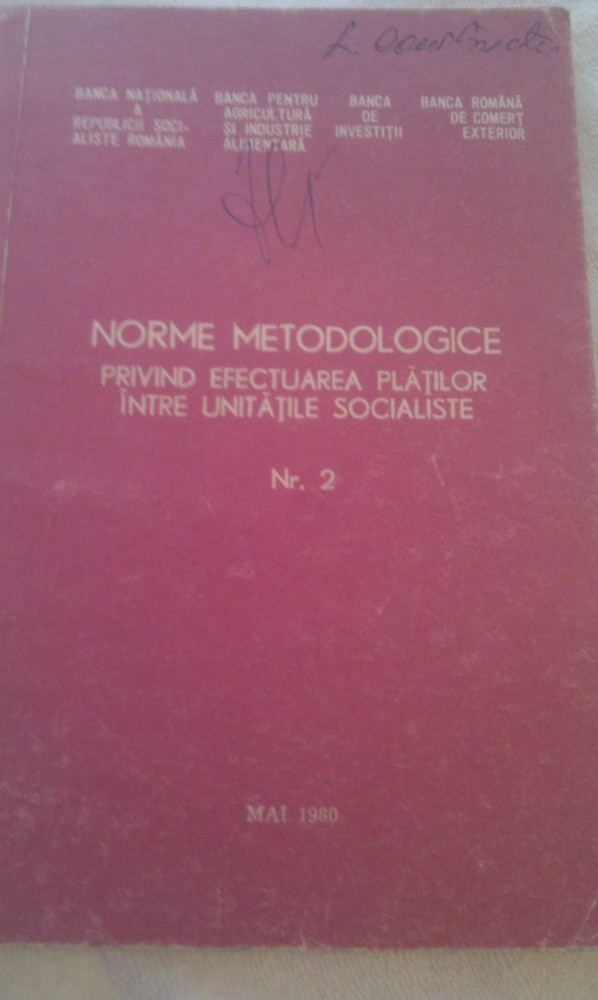 BANCA NAȚIONALĂ
A
REPUBLICII SOCI-
ALISTE ROMÂNIA
BANCA PENTRU
AGRICULTURĂ
ȘI INDUSTRIE
ALIMENTARĂ
BANCA
DE
INVESTIȚII
BANCA ROMÂNĂ
DE COMERȚ
EXTERIOR
NORME METODOLOGICE
PRIVIND EFECTUAREA PLĂȚILOR
ÎNTRE UNITĂȚILE SOCIALISTE
Nr. 2
MAI 1980